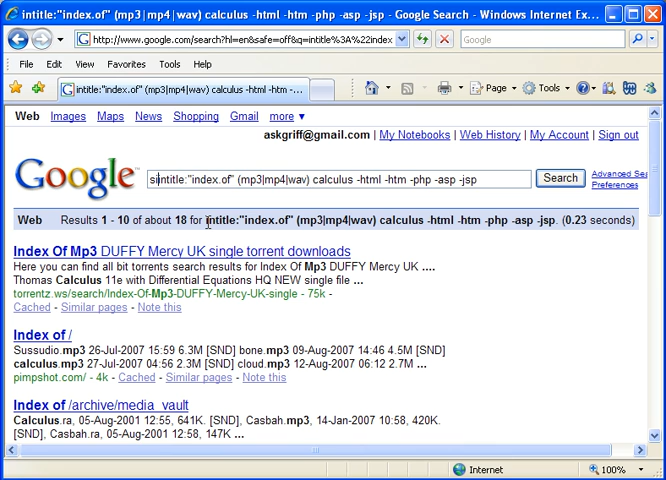 intitle:"index.of" (mp3|mp4|wav) calculus -html -htm -php -asp -jsp - Google Search - Windows Internet Ex
http://www.google.com/search?hl=en&safe=off&q=intitle%3A%22index
Google
File Edit View Favorites Tools Help
intitle:"index.of" (mp3|mp4|wav) calculus -html -htm - ...
Page Tools
Web Images Maps News Shopping Gmail more
askgriff@gmail.com | My Notebooks | Web History | My Account | Sign out
Google
siintitle:"index.of" (mp3|mp4|wav) calculus -html -htm -php -asp -jsp
Search
Advanced Sea
Preferences
Web Results 1 - 10 of about 18 for intitle:"index.of" (mp3|mp4|wav) calculus -html -htm -php -asp -jsp. (0.23 seconds)
Index Of Mp3 DUFFY Mercy UK single torrent downloads
Here you can find all bit torrents search results for Index Of Mp3 DUFFY Mercy UK ....
Thomas Calculus 11e with Differential Equations HQ NEW single file ...
torrentz.ws/search/Index-Of-Mp3-DUFFY-Mercy-UK-single - 75k -
Cached - Similar pages - Note this
Index of /
Sussudio.mp3 26-Jul-2007 15:59 6.3M [SND] bone.mp3 09-Aug-2007 14:46 4.5M [SND]
calculus.mp3 27-Jul-2007 04:56 2.3M [SND] cloud.mp3 12-Aug-2007 06:12 2.7M ...
pimpshot.com/ - 4k - Cached - Similar pages - Note this
Index of /archive/media_vault
Calculus.ra, 05-Aug-2001 12:55, 641K. [SND], Casbah.mp3, 14-Jan-2007 10:58, 420K.
[SND], Casbah.ra, 05-Aug-2001 12:58, 147K ...
Internet
100%